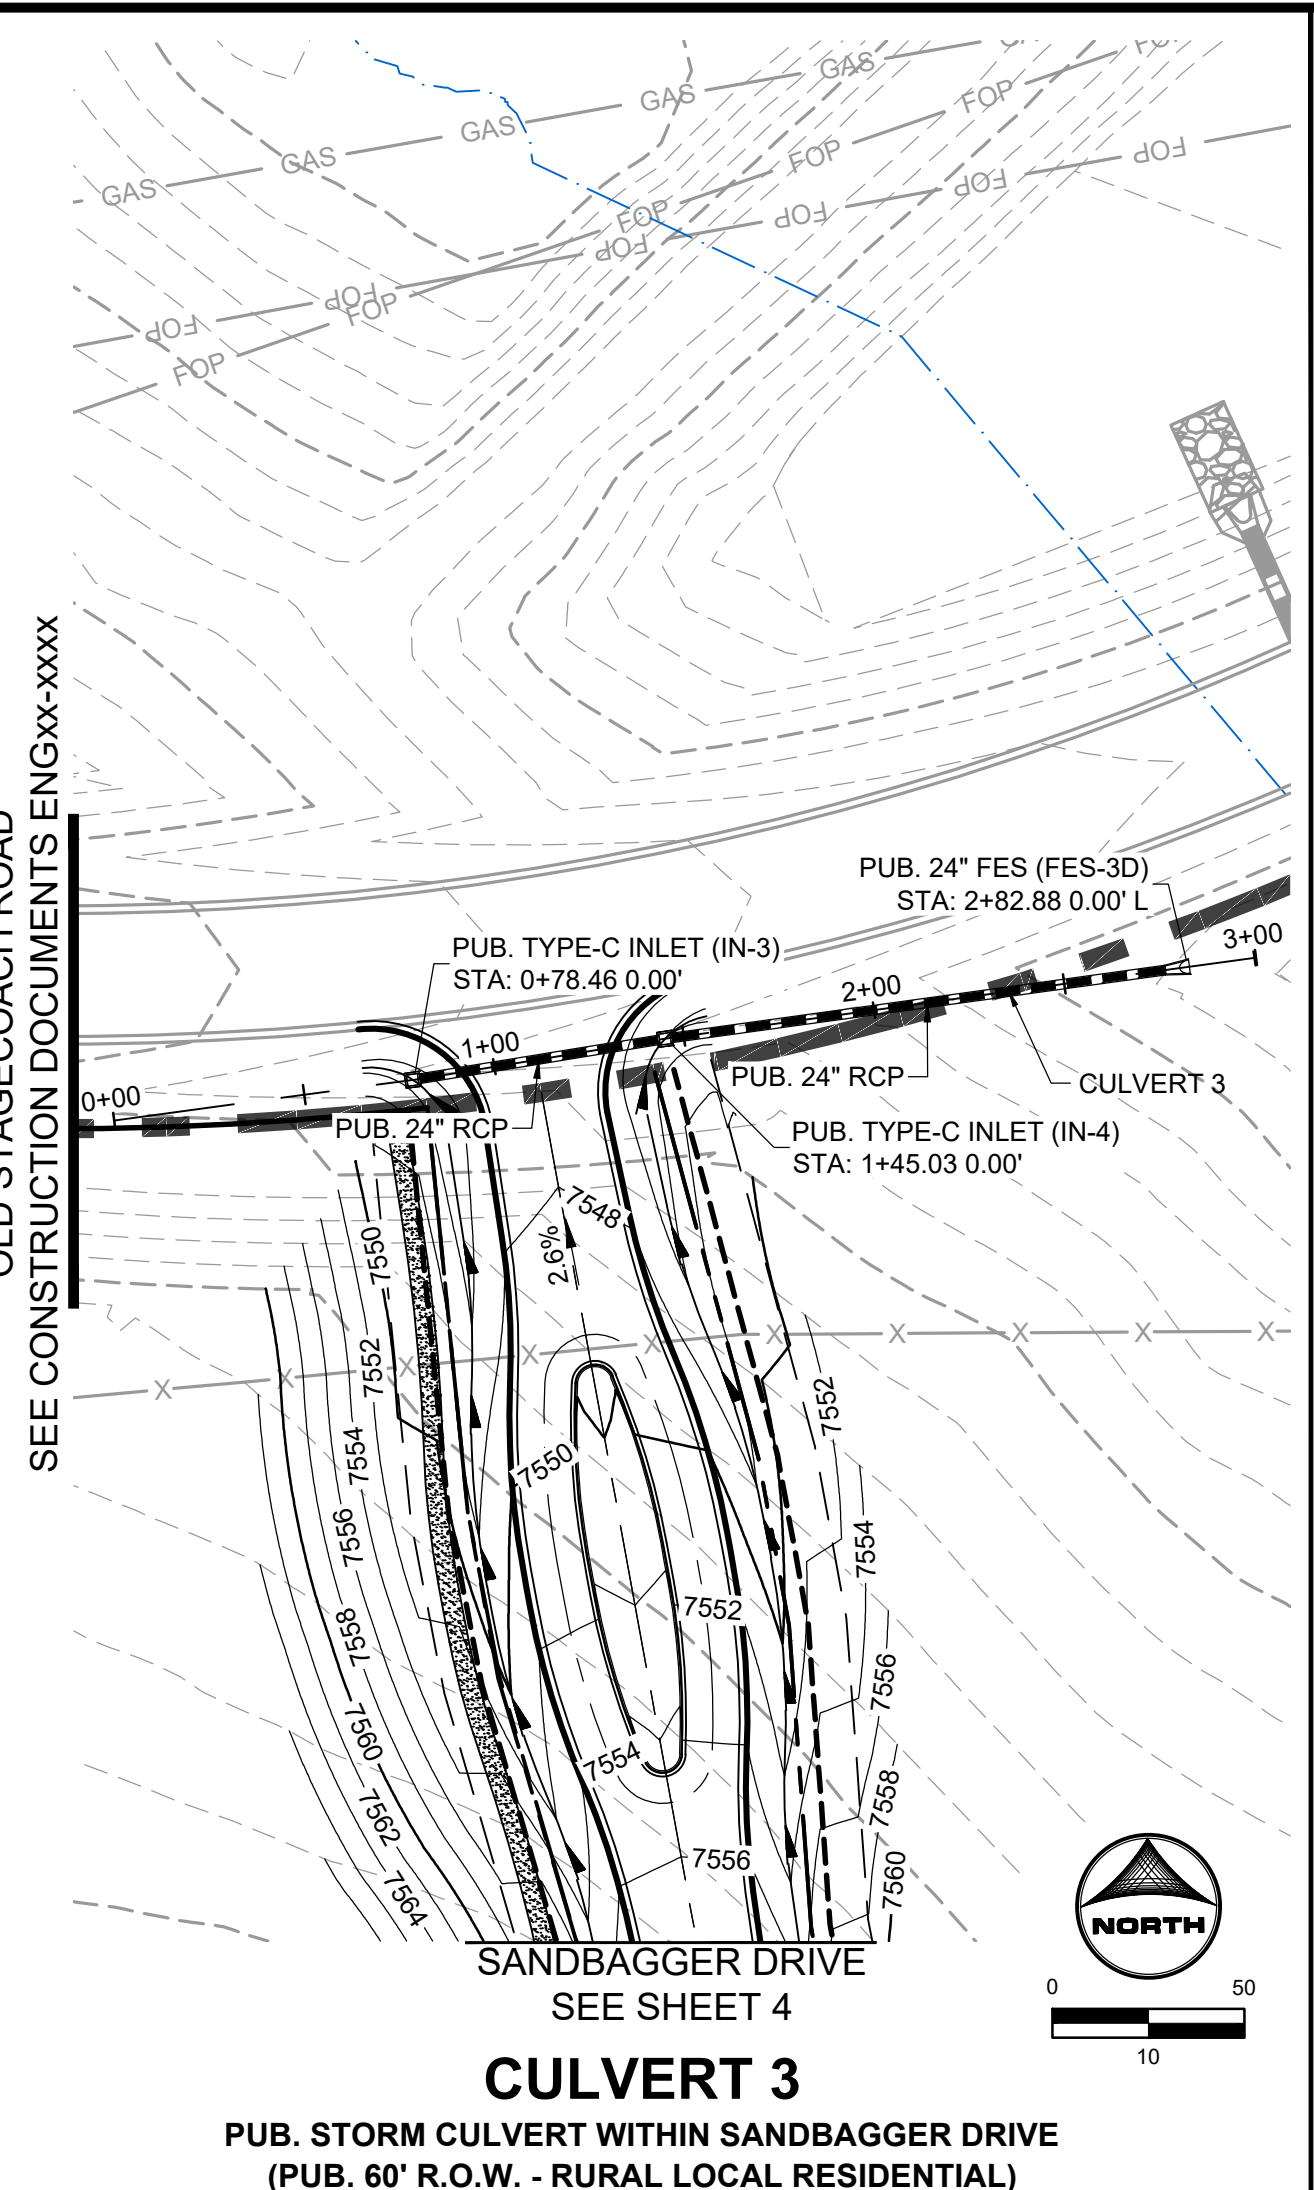 GAS
GAS
GAS
GAS
GAS
FOP
FOP
FOP
FOP
FOP
FOP
FOP
FOP
FOP
FOP
FOP
SEE CONSTRUCTION DOCUMENTS ENGxx-xxxx
PUB. 24" FES (FES-3D)
STA: 2+82.88 0.00' L
3+00
PUB. TYPE-C INLET (IN-3)
STA: 0+78.46 0.00'
2+00
1+00
0+00
PUB. 24" RCP
CULVERT 3
PUB. 24" RCP
PUB. TYPE-C INLET (IN-4)
STA: 1+45.03 0.00'
7548
2.6%
7550
X X X X X X X X X X
7552
7552
7554
7550
7556
7554
7558
7552
7556
7560
7554
7558
7562
7556
7560
7564
NORTH
SANDBAGGER DRIVE
SEE SHEET 4
0 50
10
CULVERT 3
PUB. STORM CULVERT WITHIN SANDBAGGER DRIVE
(PUB. 60' R.O.W. - RURAL LOCAL RESIDENTIAL)